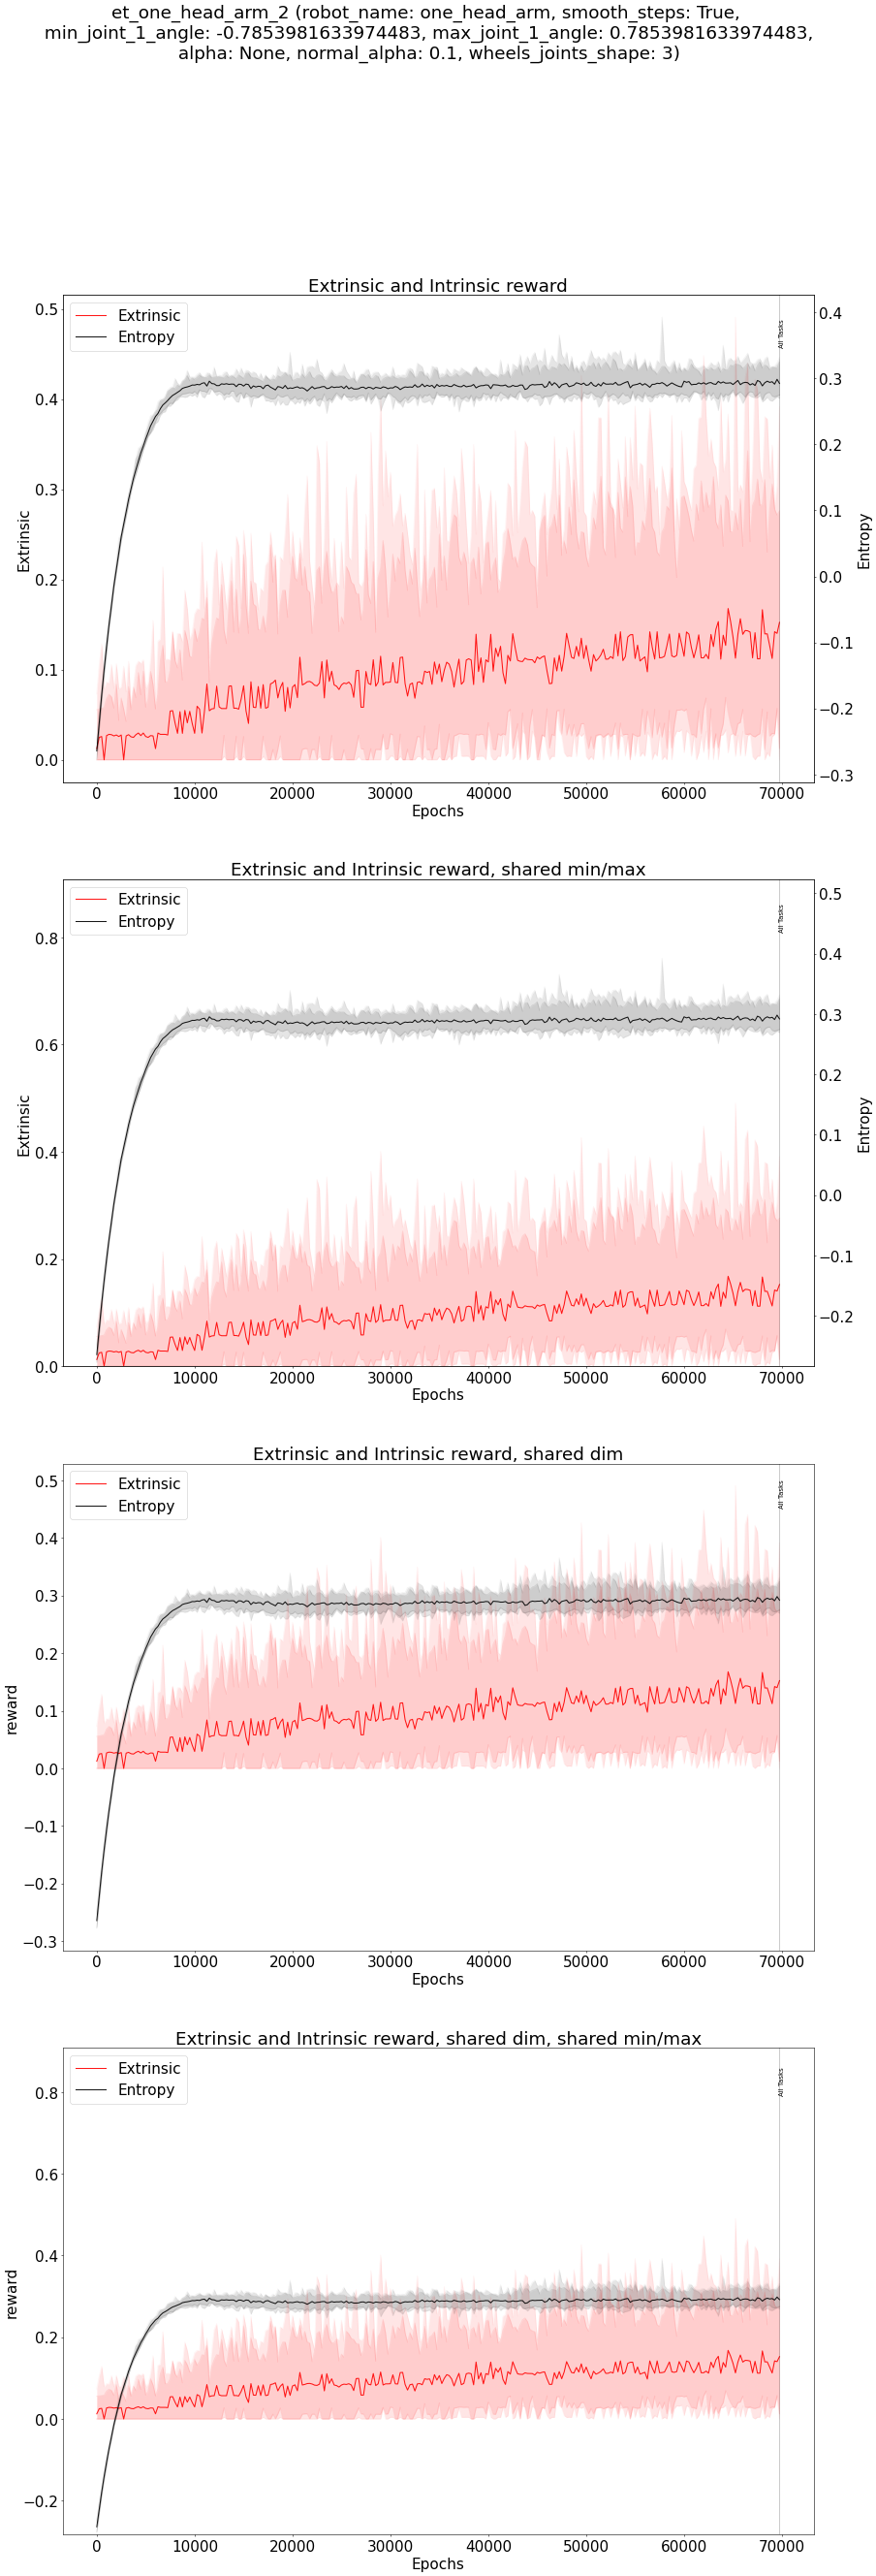 et_one_head_arm_2 (robot_name: one_head_arm, smooth_steps: True,
min_joint_1_angle: -0.7853981633974483, max_joint_1_angle: 0.7853981633974483,
alpha: None, normal_alpha: 0.1, wheels_joints_shape: 3)
Extrinsic and Intrinsic reward
Extrinsic
Entropy
All Tasks
0.5
0.4
0.3
0.2
0.1
0.0
Extrinsic
0.4
0.3
0.2
0.1
0.0
−0.1
−0.2
−0.3
Entropy
0 10000 20000 30000 40000 50000 60000 70000
Epochs
Extrinsic and Intrinsic reward, shared min/max
Extrinsic
Entropy
All Tasks
0.8
0.6
0.4
0.2
0.0
Extrinsic
0.5
0.4
0.3
0.2
0.1
0.0
−0.1
−0.2
Entropy
0 10000 20000 30000 40000 50000 60000 70000
Epochs
Extrinsic and Intrinsic reward, shared dim
Extrinsic
Entropy
All Tasks
0.5
0.4
0.3
0.2
0.1
0.0
−0.1
−0.2
−0.3
reward
0 10000 20000 30000 40000 50000 60000 70000
Epochs
Extrinsic and Intrinsic reward, shared dim, shared min/max
Extrinsic
Entropy
All Tasks
0.8
0.6
0.4
0.2
0.0
−0.2
reward
0 10000 20000 30000 40000 50000 60000 70000
Epochs